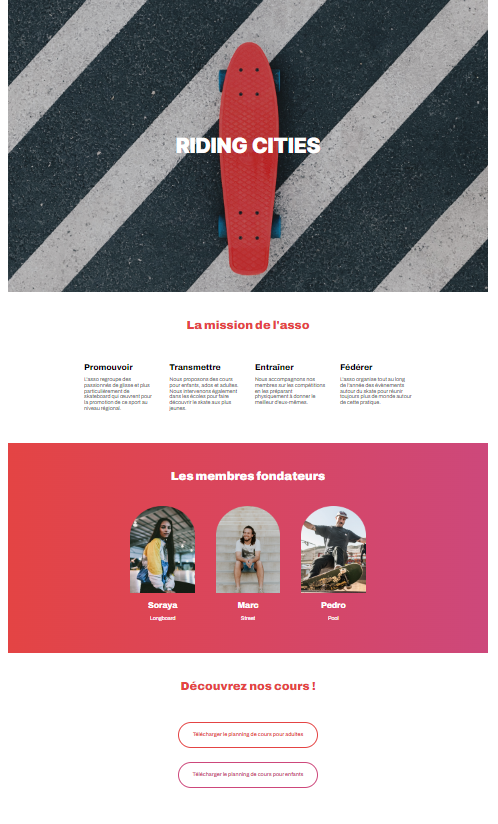 RIDING CITIES
La mission de l'asso
Promouvoir
L'asso regroupe des
passionnés de glisse et plus
particulièrement de
skateboard qui œuvrent pour
la promotion de ce sport au
niveau régional.
Transmettre
Nous proposons des cours
pour enfants, ados et adultes.
Nous intervenons également
dans les écoles pour faire
découvrir le skate aux plus
jeunes.
Entraîner
Nous accompagnons nos
membres sur les compétitions
en les préparant
physiquement à donner le
meilleur d'eux-mêmes.
Fédérer
L'asso organise tout au long
de l'année des évènements
autour du skate pour réunir
toujours plus de monde autour
de cette pratique.
Les membres fondateurs
Soraya
Longboard
Marc
Street
Pedro
Pool
Découvrez nos cours !
Télécharger le planning de cours pour adultes
Télécharger le planning de cours pour enfants